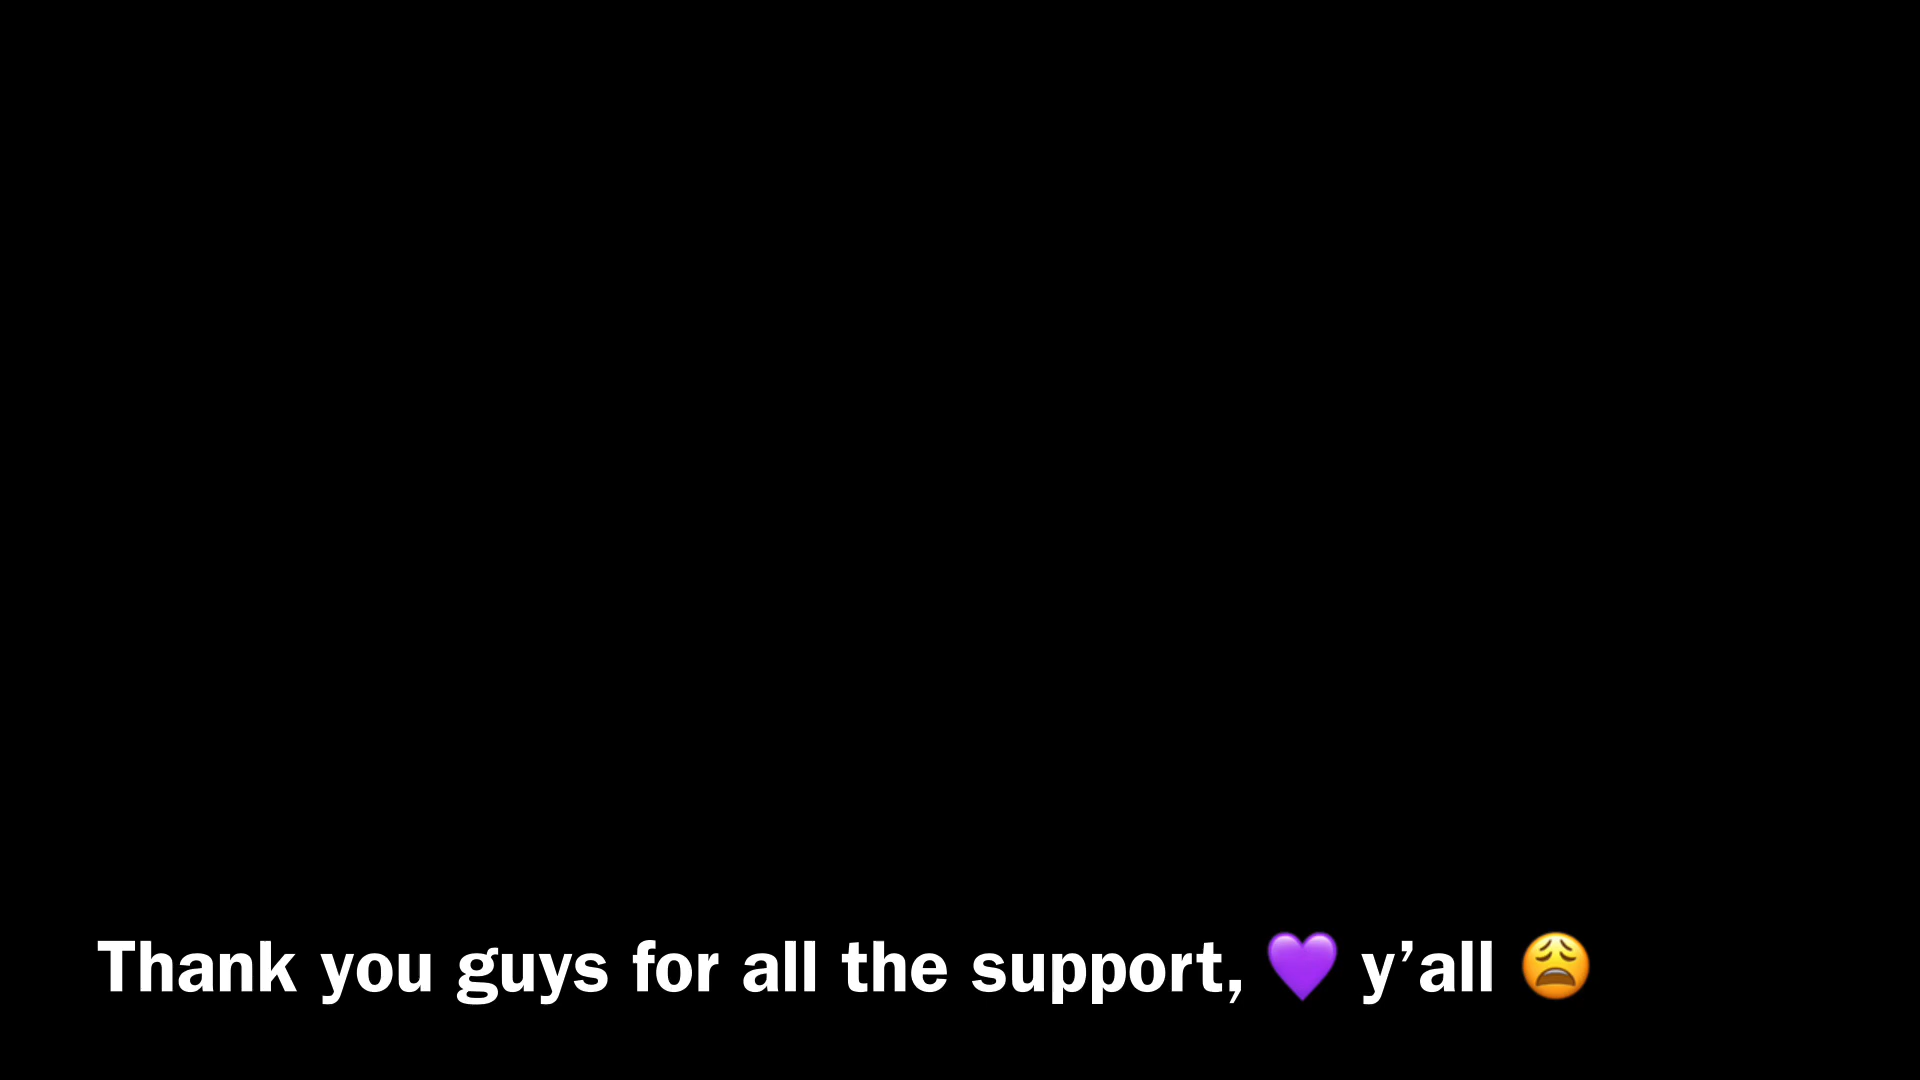 Thank you guys for all the support, 💜 y’all 😩